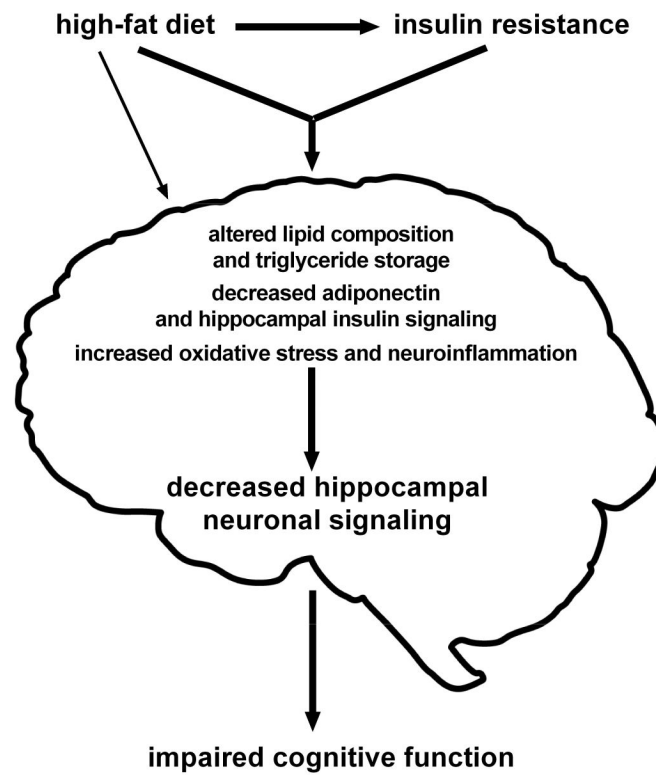 high-fat diet insulin resistance
altered lipid composition
and triglyceride storage
decreased adiponectin
and hippocampal insulin signaling
increased oxidative stress and neuroinflammation
decreased hippocampal
neuronal signaling
impaired cognitive function